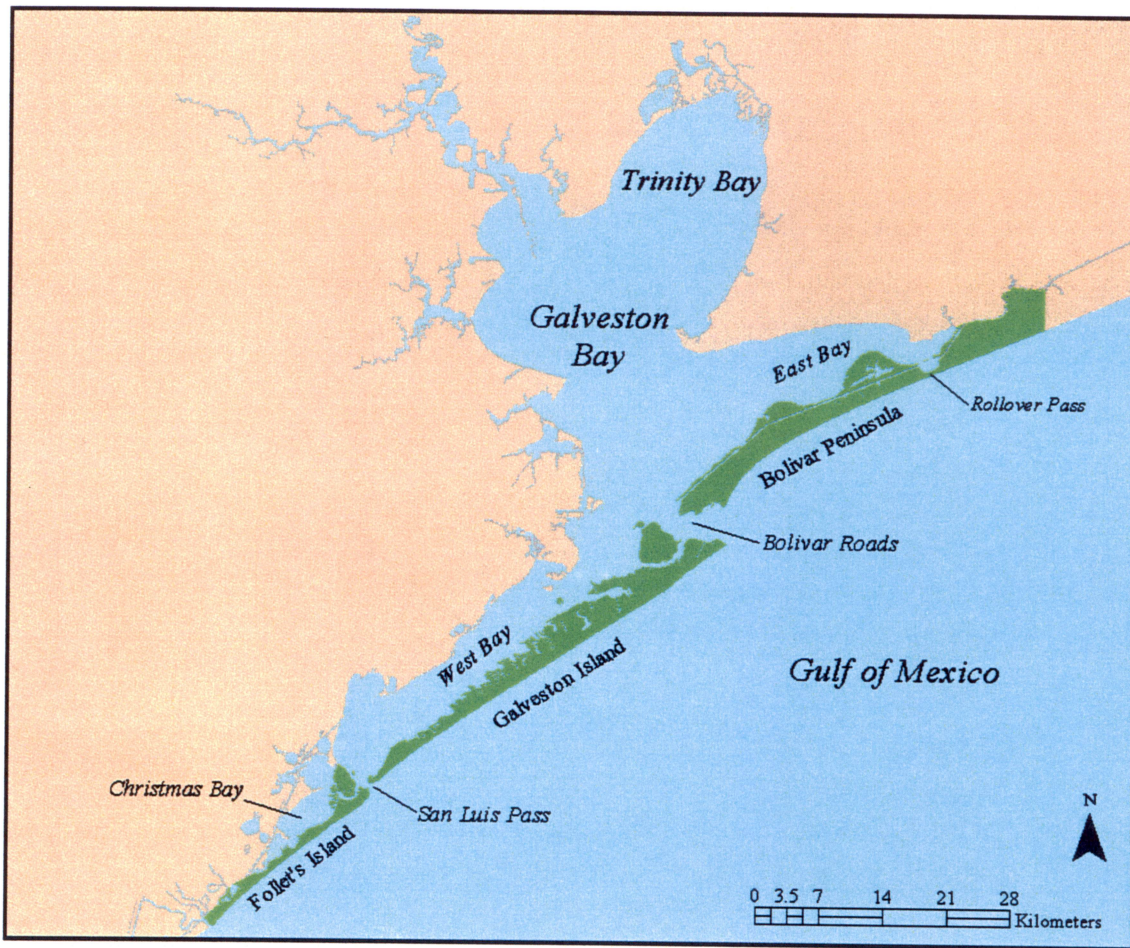 Trinity Bay
Galveston
Bay
East Bay
Rollover Pass
Bolivar Peninsula
Bolivar Roads
West Bay
Galveston Island
Gulf of Mexico
Christmas Bay
San Luis Pass
Follet's Island
N
0 3.5 7 14 21 28
Kilometers